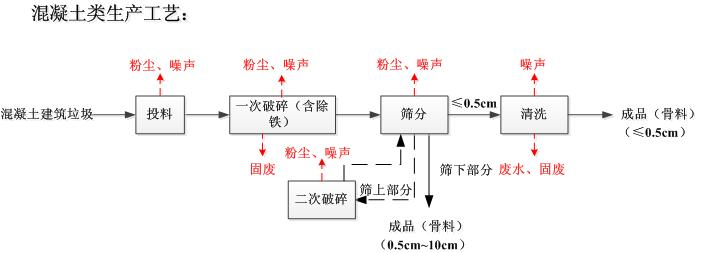 混凝土类生产工艺：
粉尘、噪声
粉尘、噪声
粉尘、噪声
噪声
混凝土建筑垃圾
投料
一次破碎（含除
铁）
筛分
≤0.5cm
清洗
成品（骨料）
（≤0.5cm）
固废
粉尘、噪声
二次破碎
筛上部分
筛下部分
废水、固废
成品（骨料）
（0.5cm~10cm）